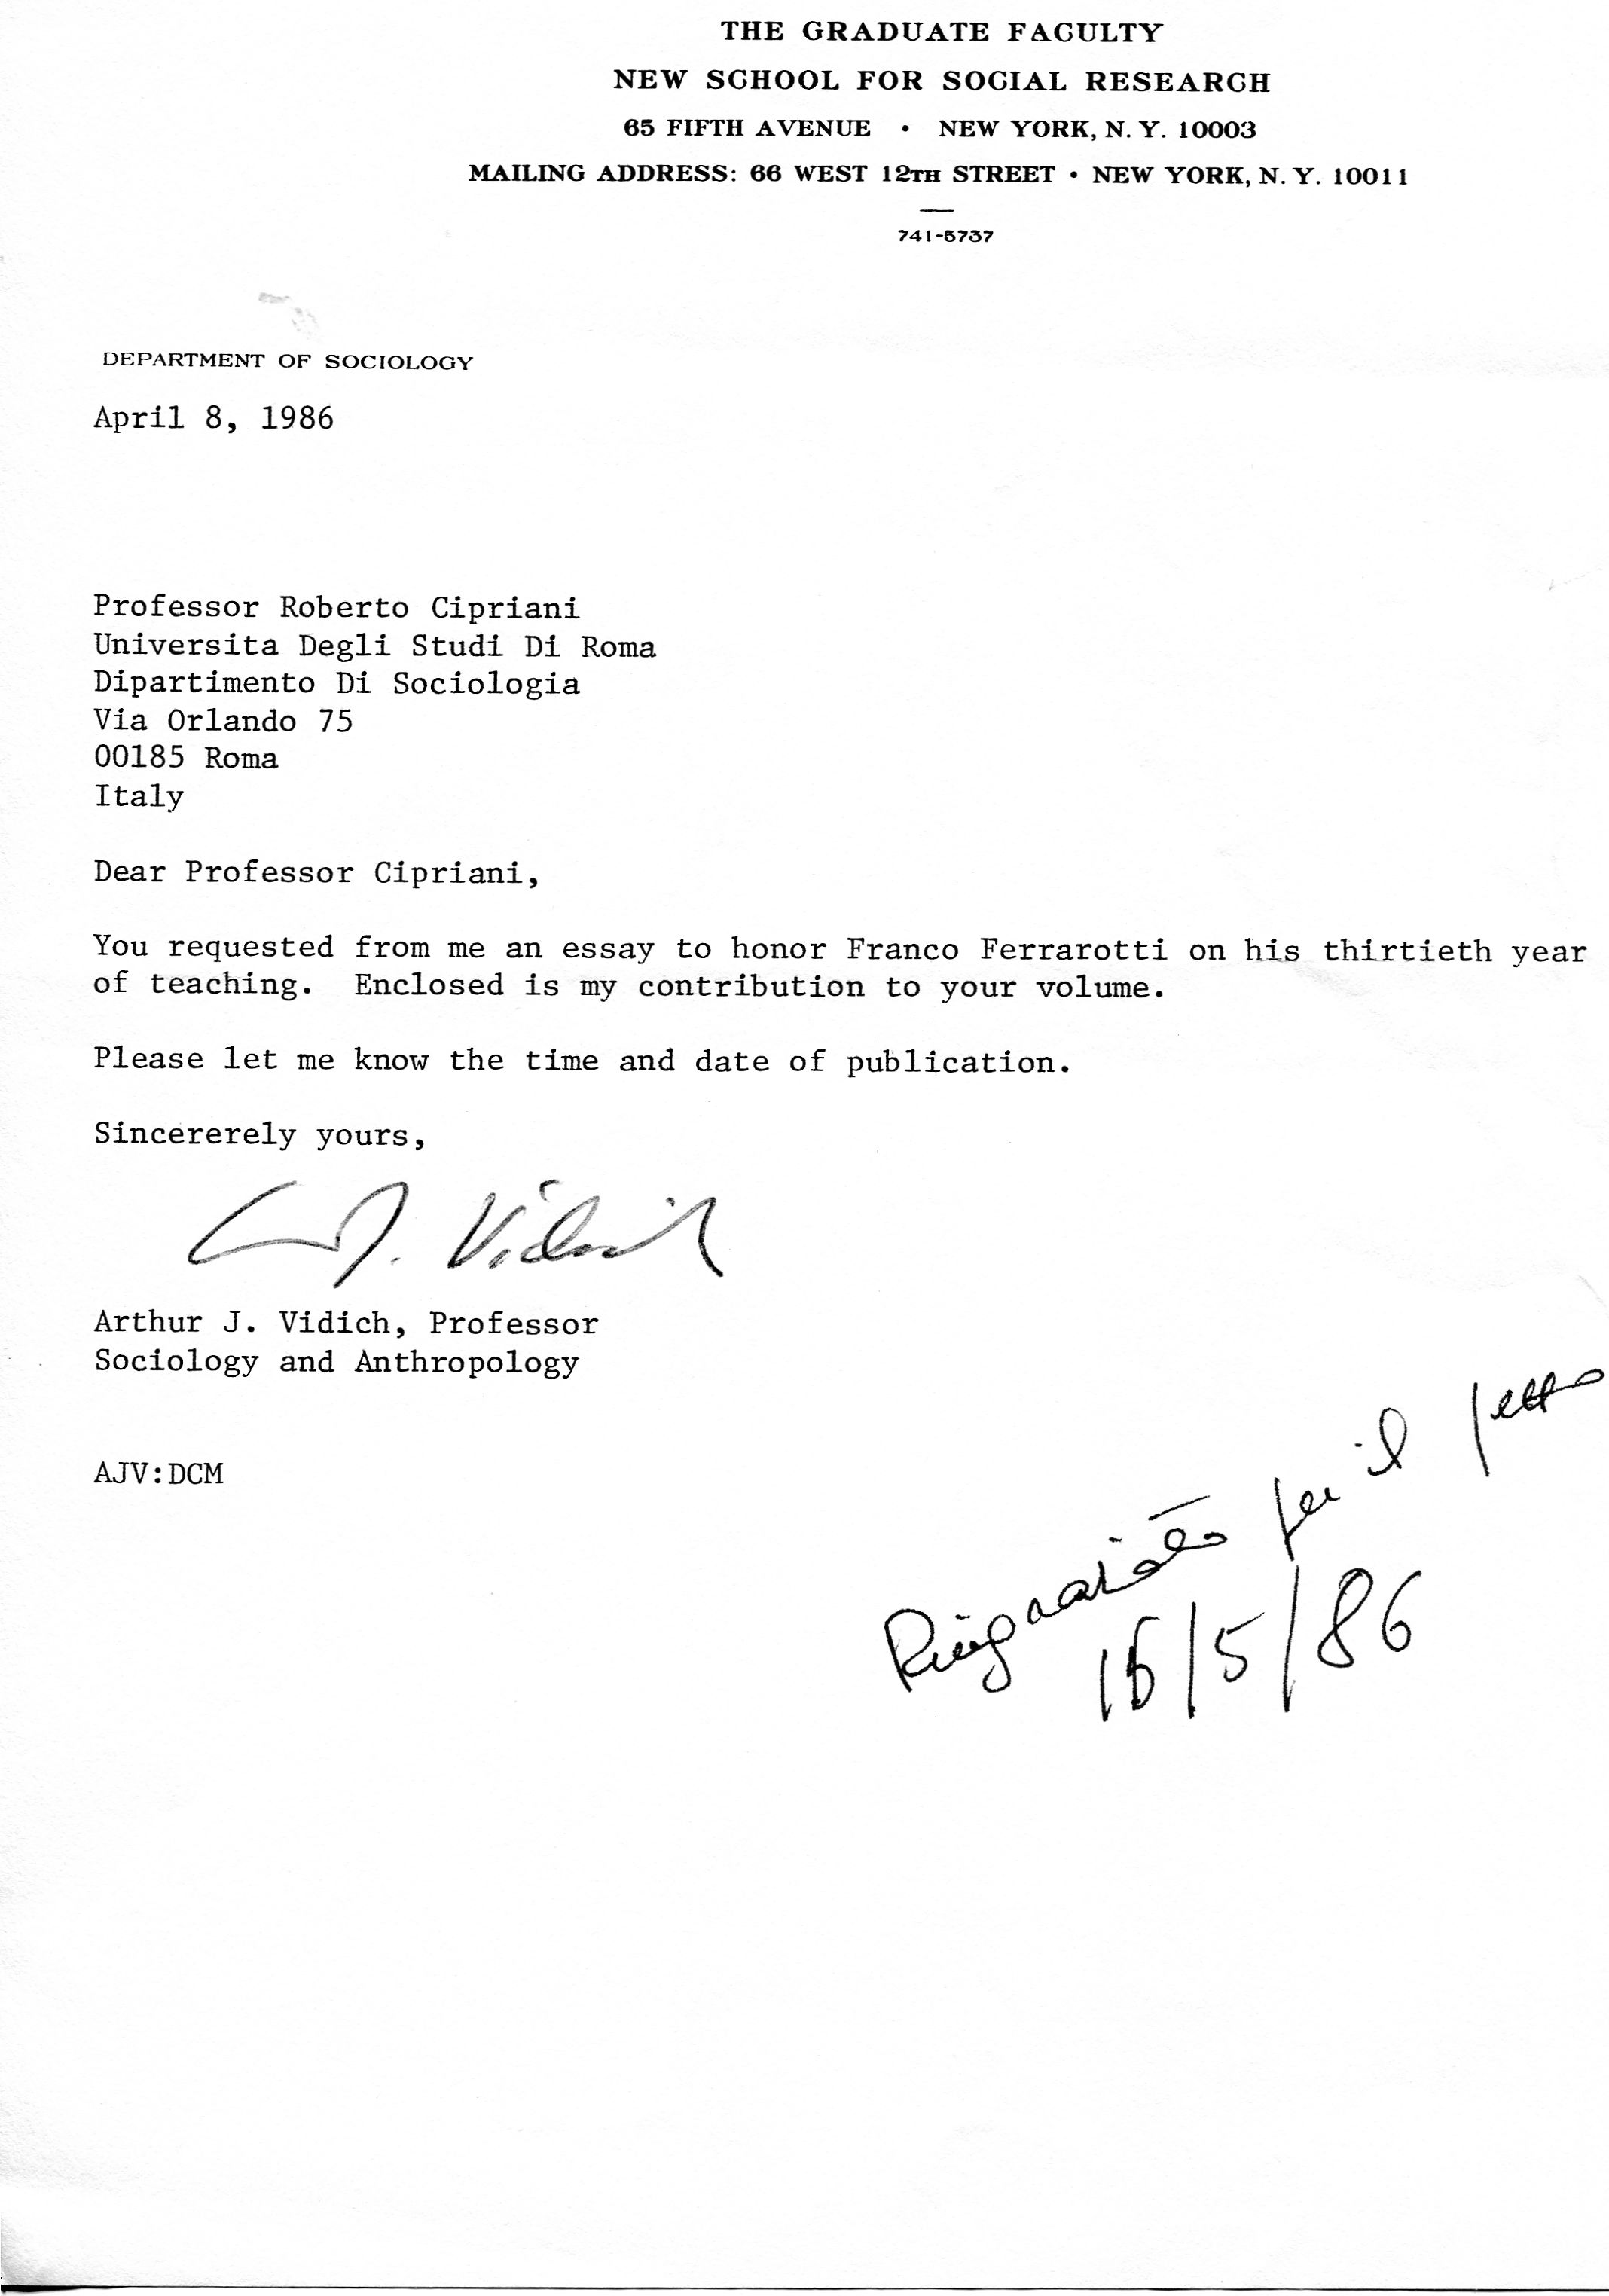 THE GRADUATE FACULTY
NEW SCHOOL FOR SOCIAL RESEARCH
65 FIFTH AVENUE • NEW YORK, N. Y. 10003
MAILING ADDRESS: 66 WEST 12TH STREET • NEW YORK, N. Y. 10011
741-5737
DEPARTMENT OF SOCIOLOGY
April 8, 1986
Professor Roberto Cipriani
Universita Degli Studi Di Roma
Dipartimento Di Sociologia
Via Orlando 75
00185 Roma
Italy
Dear Professor Cipriani,
You requested from me an essay to honor Franco Ferrarotti on his thirtieth year
of teaching. Enclosed is my contribution to your volume.
Please let me know the time and date of publication.
Sincererely yours,
A. J. Vidich
Arthur J. Vidich, Professor
Sociology and Anthropology
AJV:DCM
Ringraziato per il
/5/86